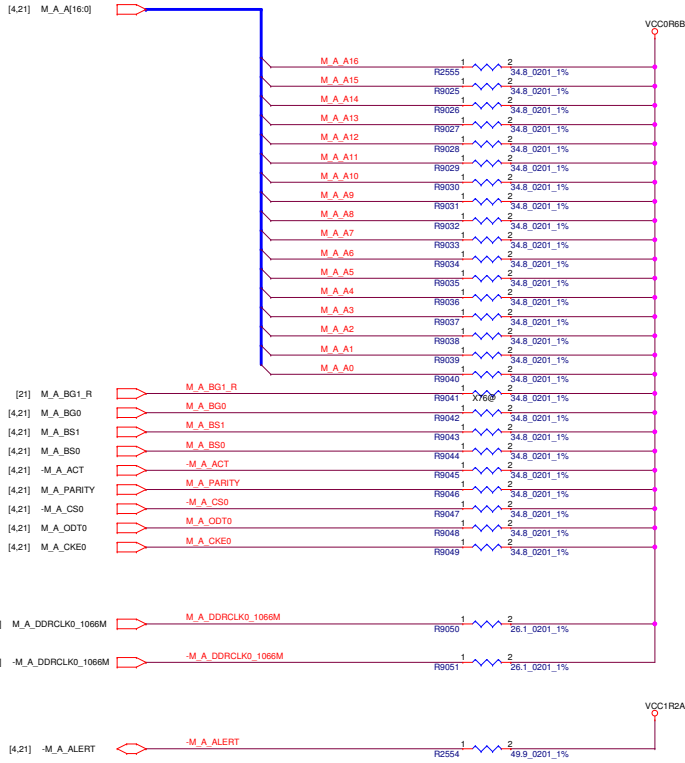 [4,21] M_A_A[16:0]
VCC0R6B
M_A_A16 1 2
R2555 34.8_0201_1%
M_A_A15 1 2
R9025 34.8_0201_1%
M_A_A14 1 2
R9026 34.8_0201_1%
M_A_A13 1 2
R9027 34.8_0201_1%
M_A_A12 1 2
R9028 34.8_0201_1%
M_A_A11 1 2
R9029 34.8_0201_1%
M_A_A10 1 2
R9030 34.8_0201_1%
M_A_A9 1 2
R9031 34.8_0201_1%
M_A_A8 1 2
R9032 34.8_0201_1%
M_A_A7 1 2
R9033 34.8_0201_1%
M_A_A6 1 2
R9034 34.8_0201_1%
M_A_A5 1 2
R9035 34.8_0201_1%
M_A_A4 1 2
R9036 34.8_0201_1%
M_A_A3 1 2
R9037 34.8_0201_1%
M_A_A2 1 2
R9038 34.8_0201_1%
M_A_A1 1 2
R9039 34.8_0201_1%
M_A_A0 1 2
R9040 34.8_0201_1%
[21] M_A_BG1_R M_A_BG1_R 1 2
R9041 X76@ 34.8_0201_1%
[4,21] M_A_BG0 M_A_BG0 1 2
R9042 34.8_0201_1%
[4,21] M_A_BS1 M_A_BS1 1 2
R9043 34.8_0201_1%
[4,21] M_A_BS0 M_A_BS0 1 2
R9044 34.8_0201_1%
[4,21] -M_A_ACT -M_A_ACT 1 2
R9045 34.8_0201_1%
[4,21] M_A_PARITY M_A_PARITY 1 2
R9046 34.8_0201_1%
[4,21] -M_A_CS0 -M_A_CS0 1 2
R9047 34.8_0201_1%
[4,21] M_A_ODT0 M_A_ODT0 1 2
R9048 34.8_0201_1%
[4,21] M_A_CKE0 M_A_CKE0 1 2
R9049 34.8_0201_1%
] M_A_DDRCLK0_1066M M_A_DDRCLK0_1066M 1 2
R9050 26.1_0201_1%
] -M_A_DDRCLK0_1066M -M_A_DDRCLK0_1066M 1 2
R9051 26.1_0201_1%
VCC1R2A
[4,21] -M_A_ALERT -M_A_ALERT 1 2
R2554 49.9_0201_1%